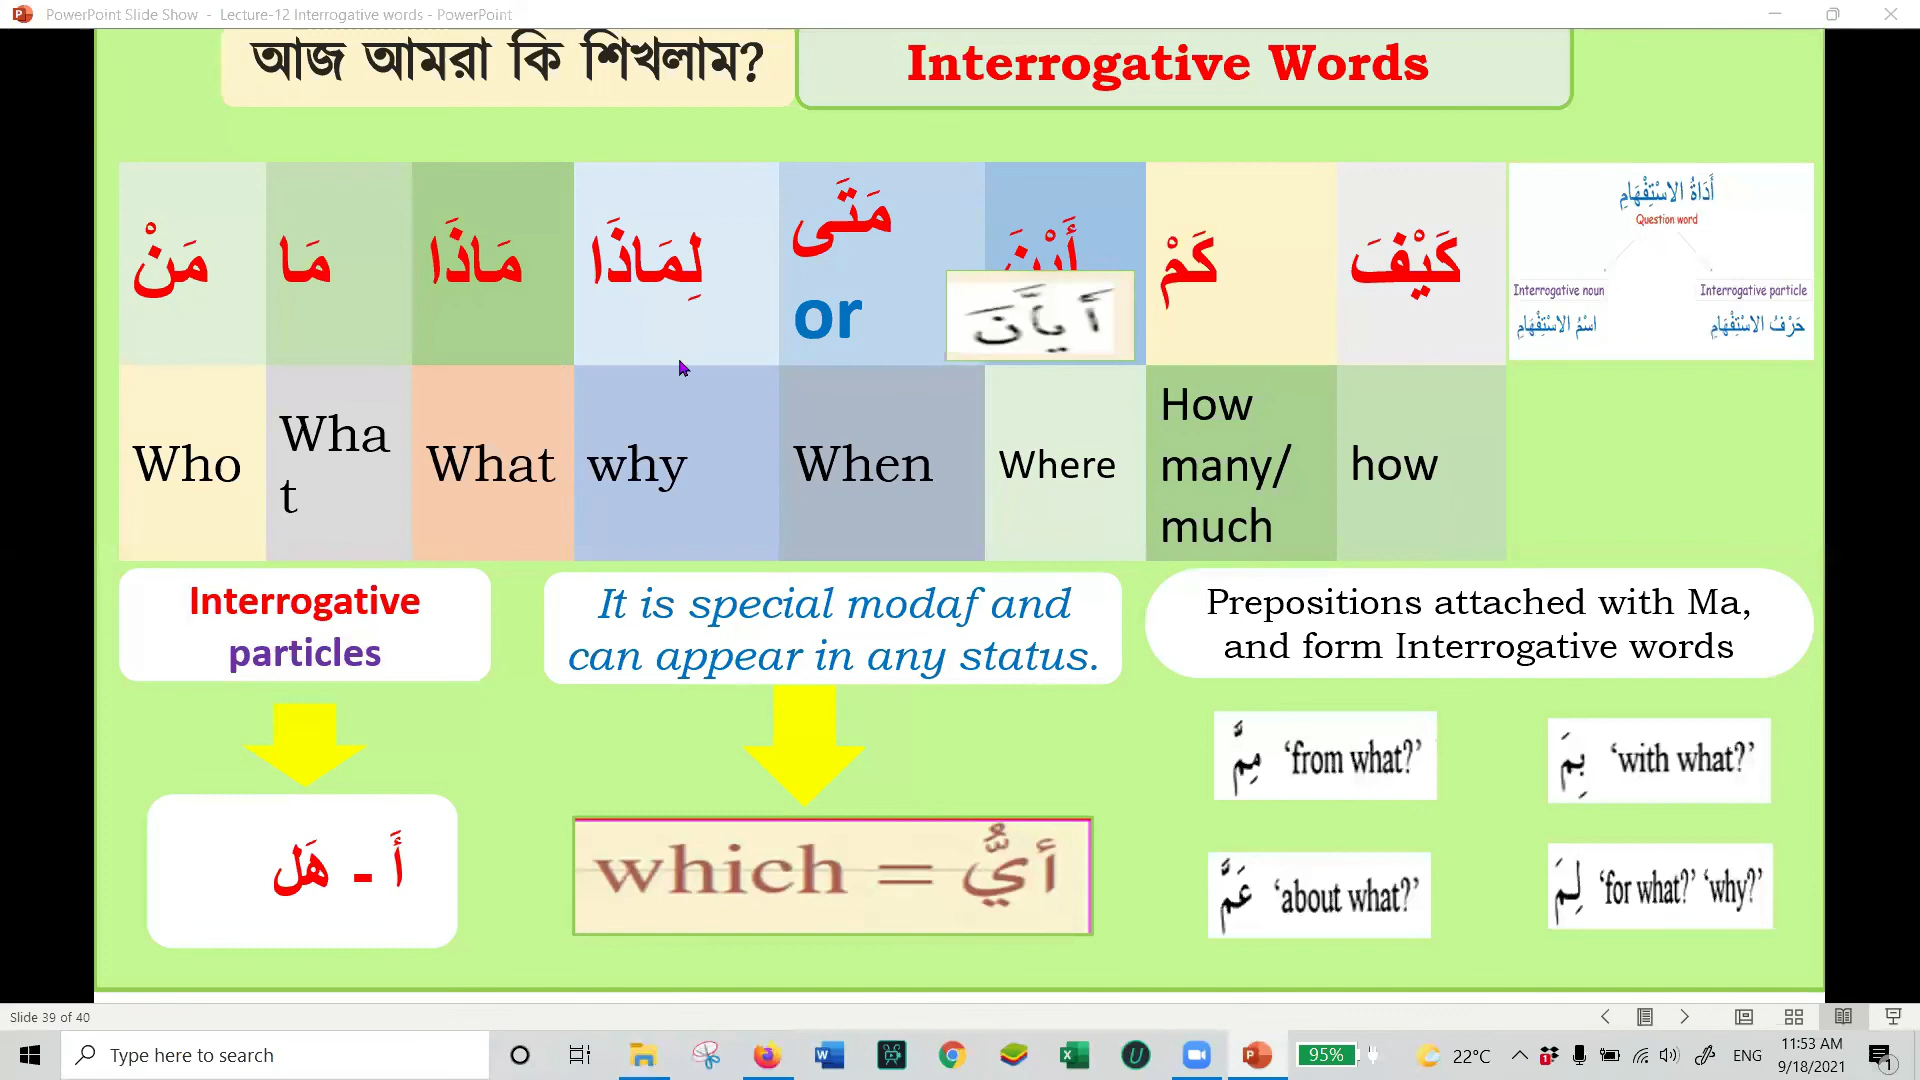 PowerPoint Slide Show - Lecture-12 Interrogative words - PowerPoint
আজ আমরা কি শিখলাম?
Interrogative Words
مَنْ
مَا
مَاذَا
لِمَاذَا
مَتَى
or
أَيْنَ
أَيَّانَ
كَمْ
كَيْفَ
أَدَاةُ الاسْتِفْهَامِ
Question word
Interrogative noun
Interrogative particle
اسْمُ الاسْتِفْهَامِ
حَرْفُ الاسْتِفْهَامِ
Who
Wha
t
What
why
When
Where
How
many/
much
how
Interrogative
particles
It is special modaf and
can appear in any status.
Prepositions attached with Ma,
and form Interrogative words
أَ - هَل
which = أيُّ
مِمَّ ‘from what?’
بِمَ ‘with what?’
عَمَّ ‘about what?’
لِمَ ‘for what?’ ‘why?’
Slide 39 of 40
Type here to search
95%
22°C
ENG
11:53 AM
9/18/2021
1